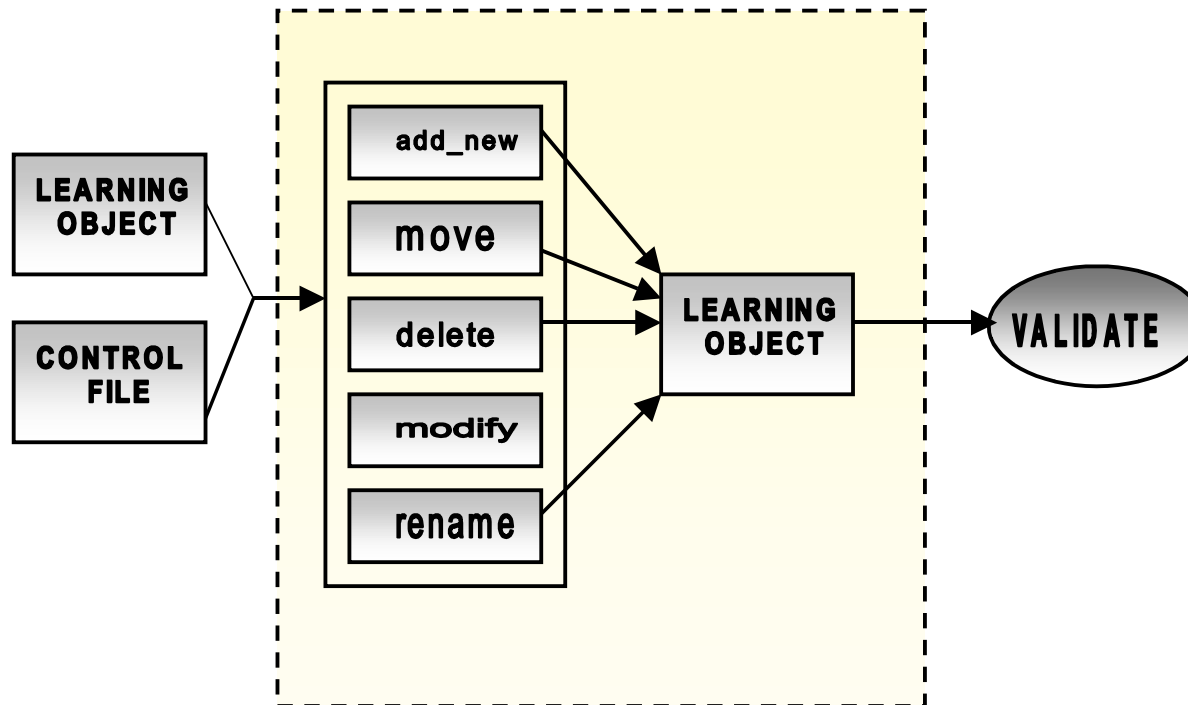 LEARNING
OBJECT
CONTROL
FILE
add_new
move
delete
modify
rename
LEARNING
OBJECT
VALIDATE